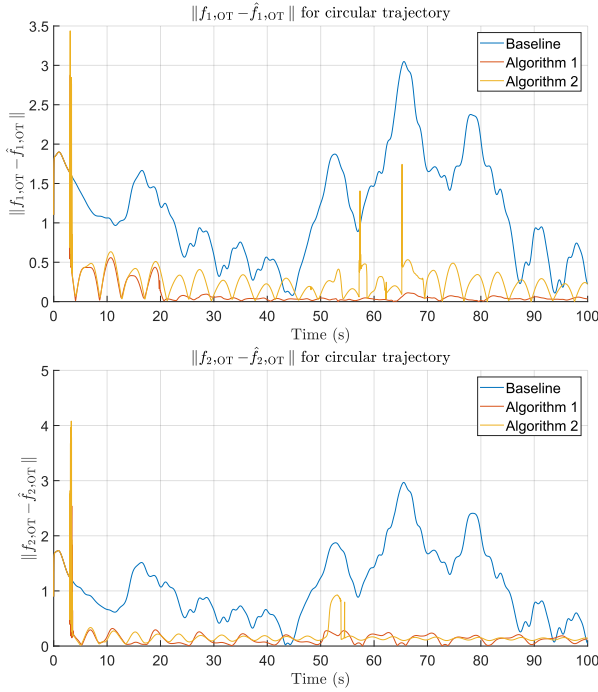 ‖f₁,OT − f̂₁,OT‖ for circular trajectory
3.5
3
2.5
2
1.5
1
0.5
0
‖f₁,OT − f̂₁,OT‖
Baseline
Algorithm 1
Algorithm 2
0 10 20 30 40 50 60 70 80 90 100
Time (s)
‖f₂,OT − f̂₂,OT‖ for circular trajectory
5
4
3
2
1
0
‖f₂,OT − f̂₂,OT‖
Baseline
Algorithm 1
Algorithm 2
0 10 20 30 40 50 60 70 80 90 100
Time (s)